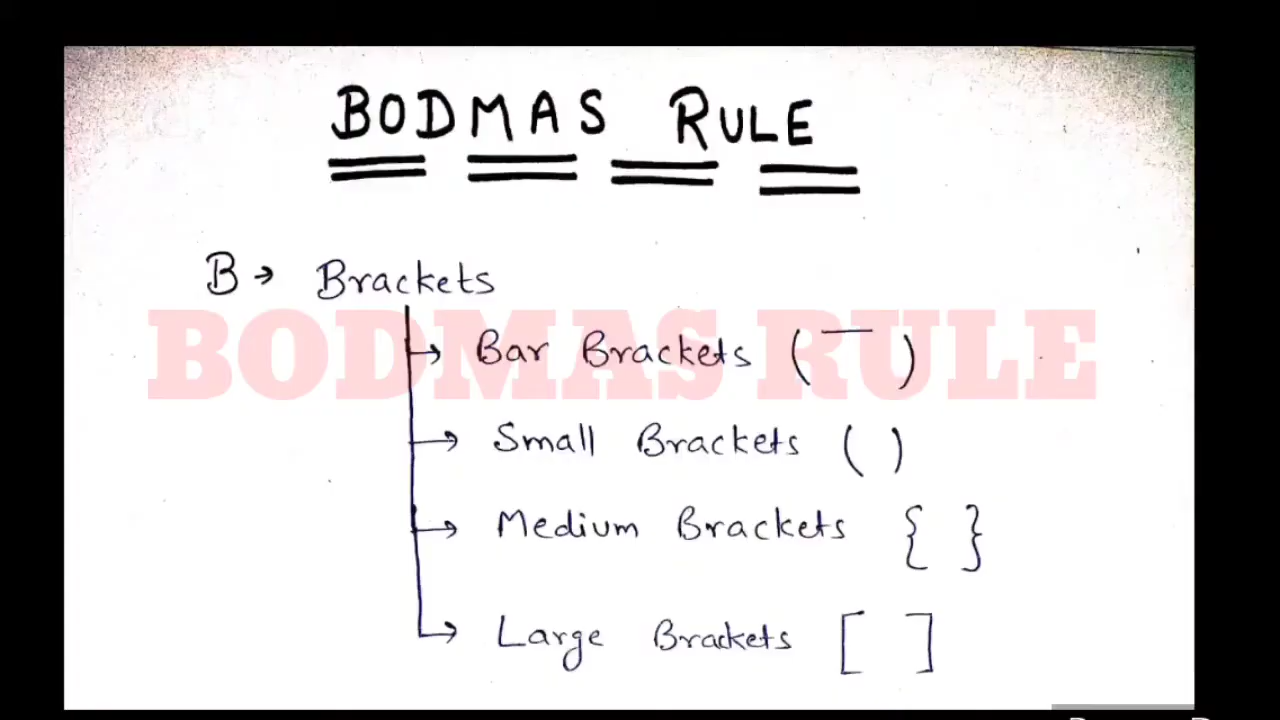 BODMAS RULE
B → Brackets
BODMAS RULE
→ Bar Brackets ( ‾ )
→ Small Brackets ( )
→ Medium Brackets { }
→ Large Brackets [ ]